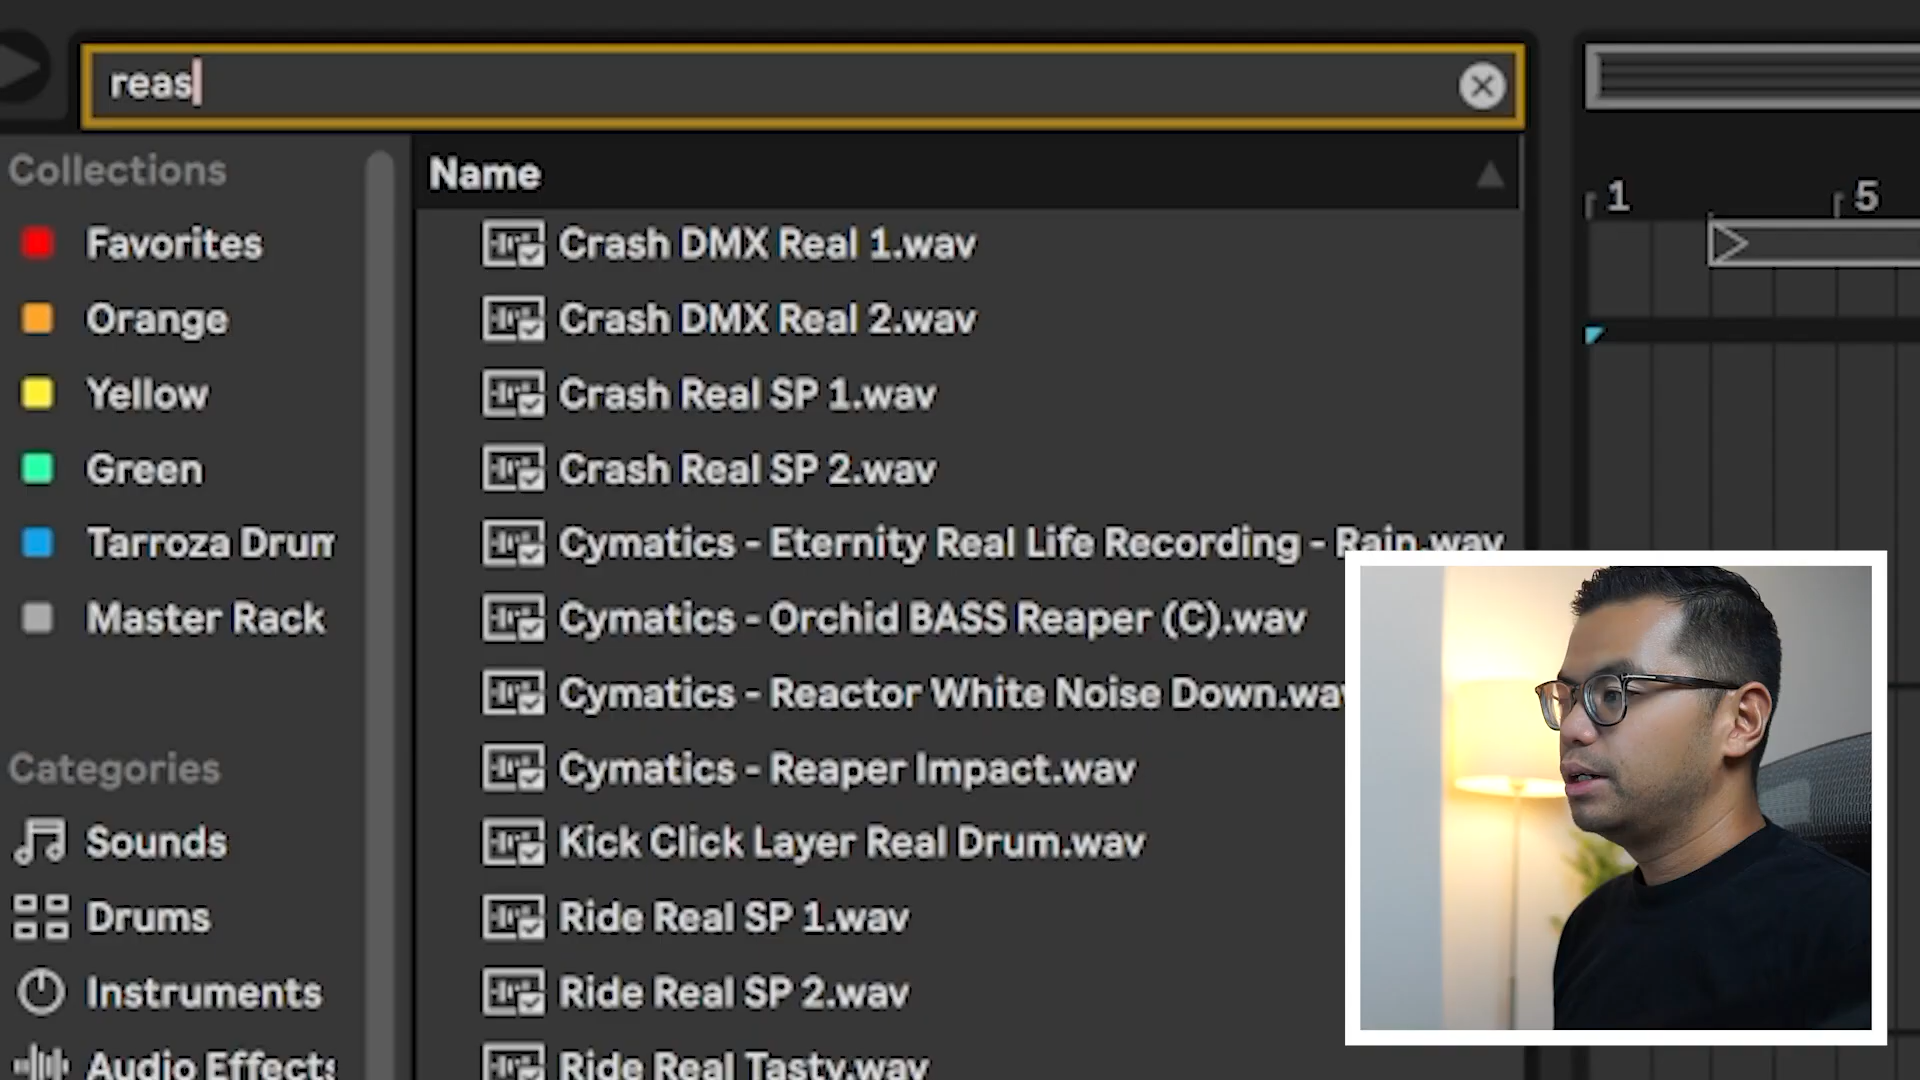 reas
Collections
Favorites
Orange
Yellow
Green
Tarroza Drum
Master Rack
Categories
Sounds
Drums
Instruments
Audio Effects
Name
Crash DMX Real 1.wav
Crash DMX Real 2.wav
Crash Real SP 1.wav
Crash Real SP 2.wav
Cymatics - Eternity Real Life Recording - Rain.wav
Cymatics - Orchid BASS Reaper (C).wav
Cymatics - Reactor White Noise Down.wav
Cymatics - Reaper Impact.wav
Kick Click Layer Real Drum.wav
Ride Real SP 1.wav
Ride Real SP 2.wav
Ride Real Tasty.wav
1
5